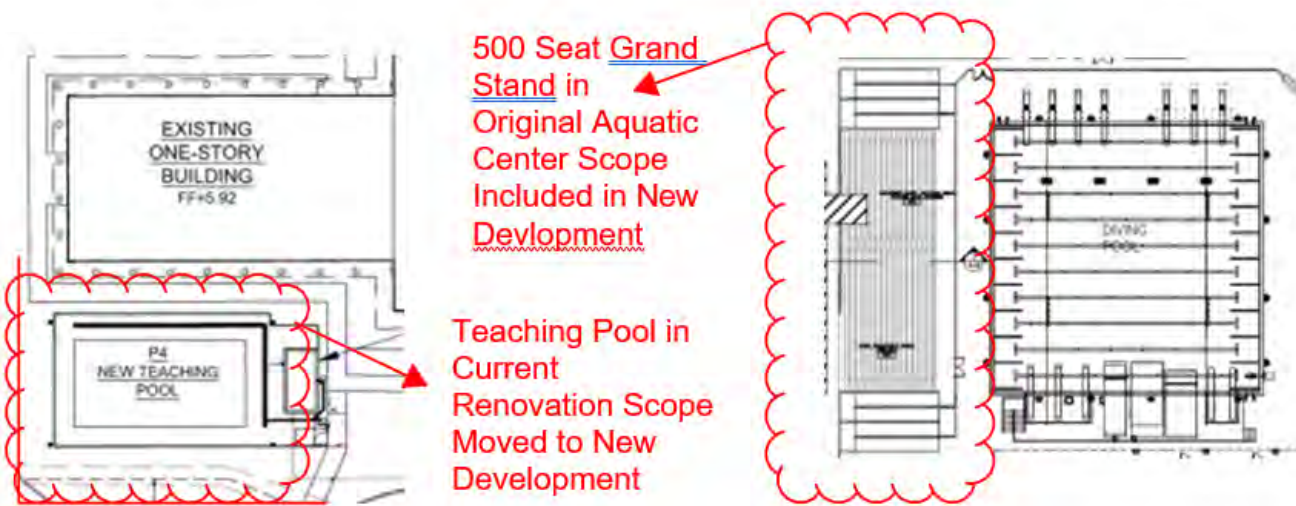 EXISTING
ONE-STORY
BUILDING
FF+5.92
P4
NEW TEACHING
POOL
500 Seat Grand
Stand in
Original Aquatic
Center Scope
Included in New
Devlopment
Teaching Pool in
Current
Renovation Scope
Moved to New
Development
DIVING
POOL